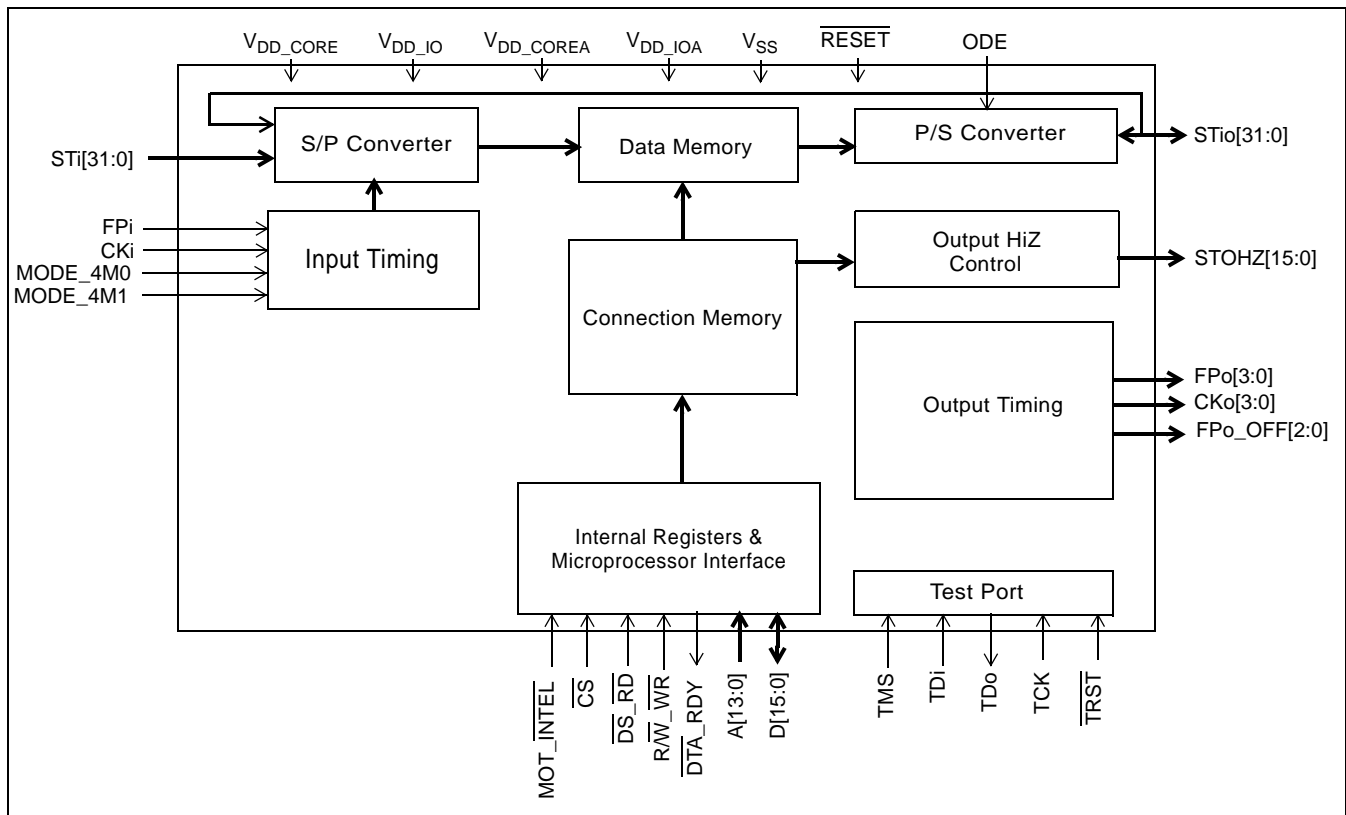 VDD_CORE VDD_IO VDD_COREA VDD_IOA VSS RESET ODE
S/P Converter
Data Memory
P/S Converter
STi[31:0]
STio[31:0]
FPi
CKi
MODE_4M0
MODE_4M1
Input Timing
Connection Memory
Output HiZ
Control
STOHZ[15:0]
Output Timing
FPo[3:0]
CKo[3:0]
FPo_OFF[2:0]
Internal Registers &
Microprocessor Interface
Test Port
MOT_INTEL
CS
DS_RD
R/W_WR
DTA_RDY
A[13:0]
D[15:0]
TMS
TDi
TDo
TCK
TRST